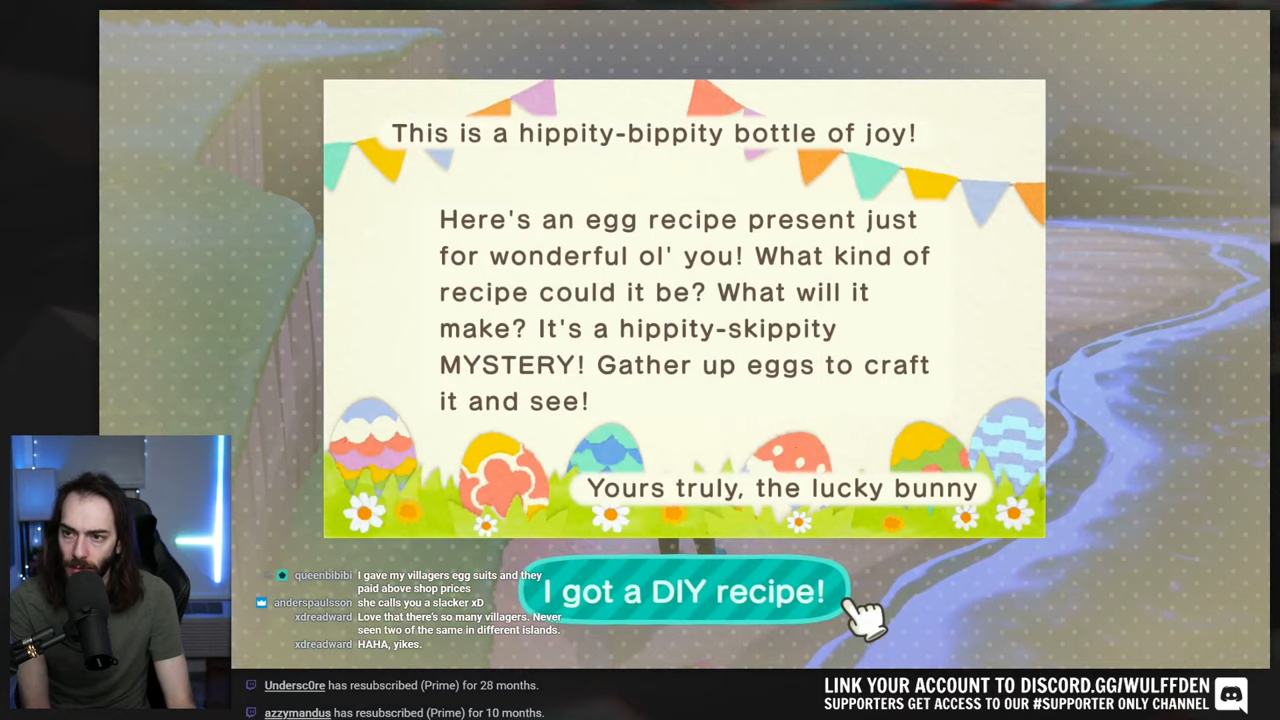 This is a hippity-bippity bottle of joy!
Here's an egg recipe present just
for wonderful ol' you! What kind of
recipe could it be? What will it
make? It's a hippity-skippity
MYSTERY! Gather up eggs to craft
it and see!
Yours truly, the lucky bunny
I got a DIY recipe!
queenbibibi I gave my villagers egg suits and they
paid above shop prices
anderspaulsson she calls you a slacker xD
xdreadward Love that there's so many villagers. Never
seen two of the same in different islands.
xdreadward HAHA, yikes.
Undersc0re has resubscribed (Prime) for 28 months.
azzymandus has resubscribed (Prime) for 10 months.
LINK YOUR ACCOUNT TO DISCORD.GG/WULFFDEN
SUPPORTERS GET ACCESS TO OUR #SUPPORTER ONLY CHANNEL